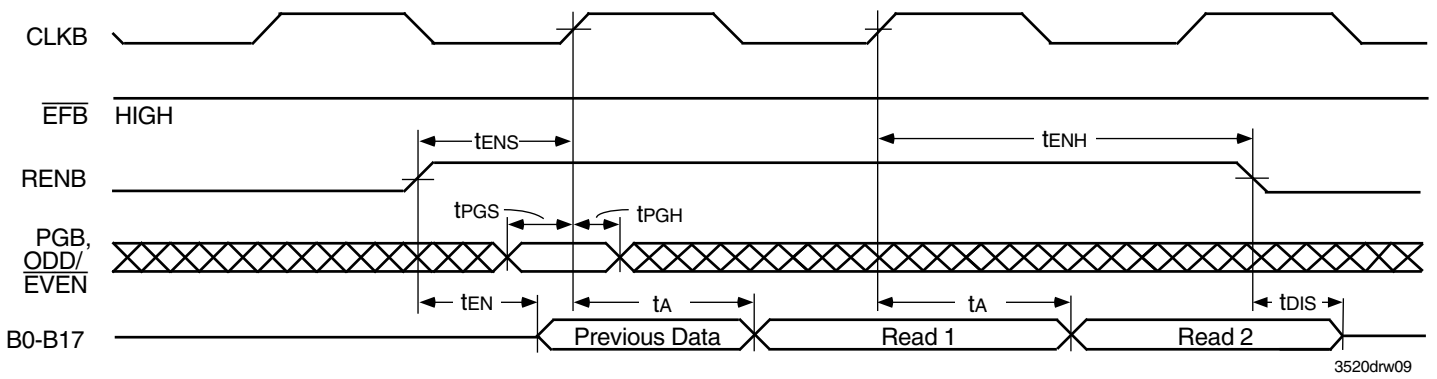 CLKB
EFB HIGH
tENS
tENH
RENB
tPGS
tPGH
PGB,
ODD/
EVEN
tEN
tA
tA
tDIS
B0-B17
Previous Data
Read 1
Read 2
3520drw09